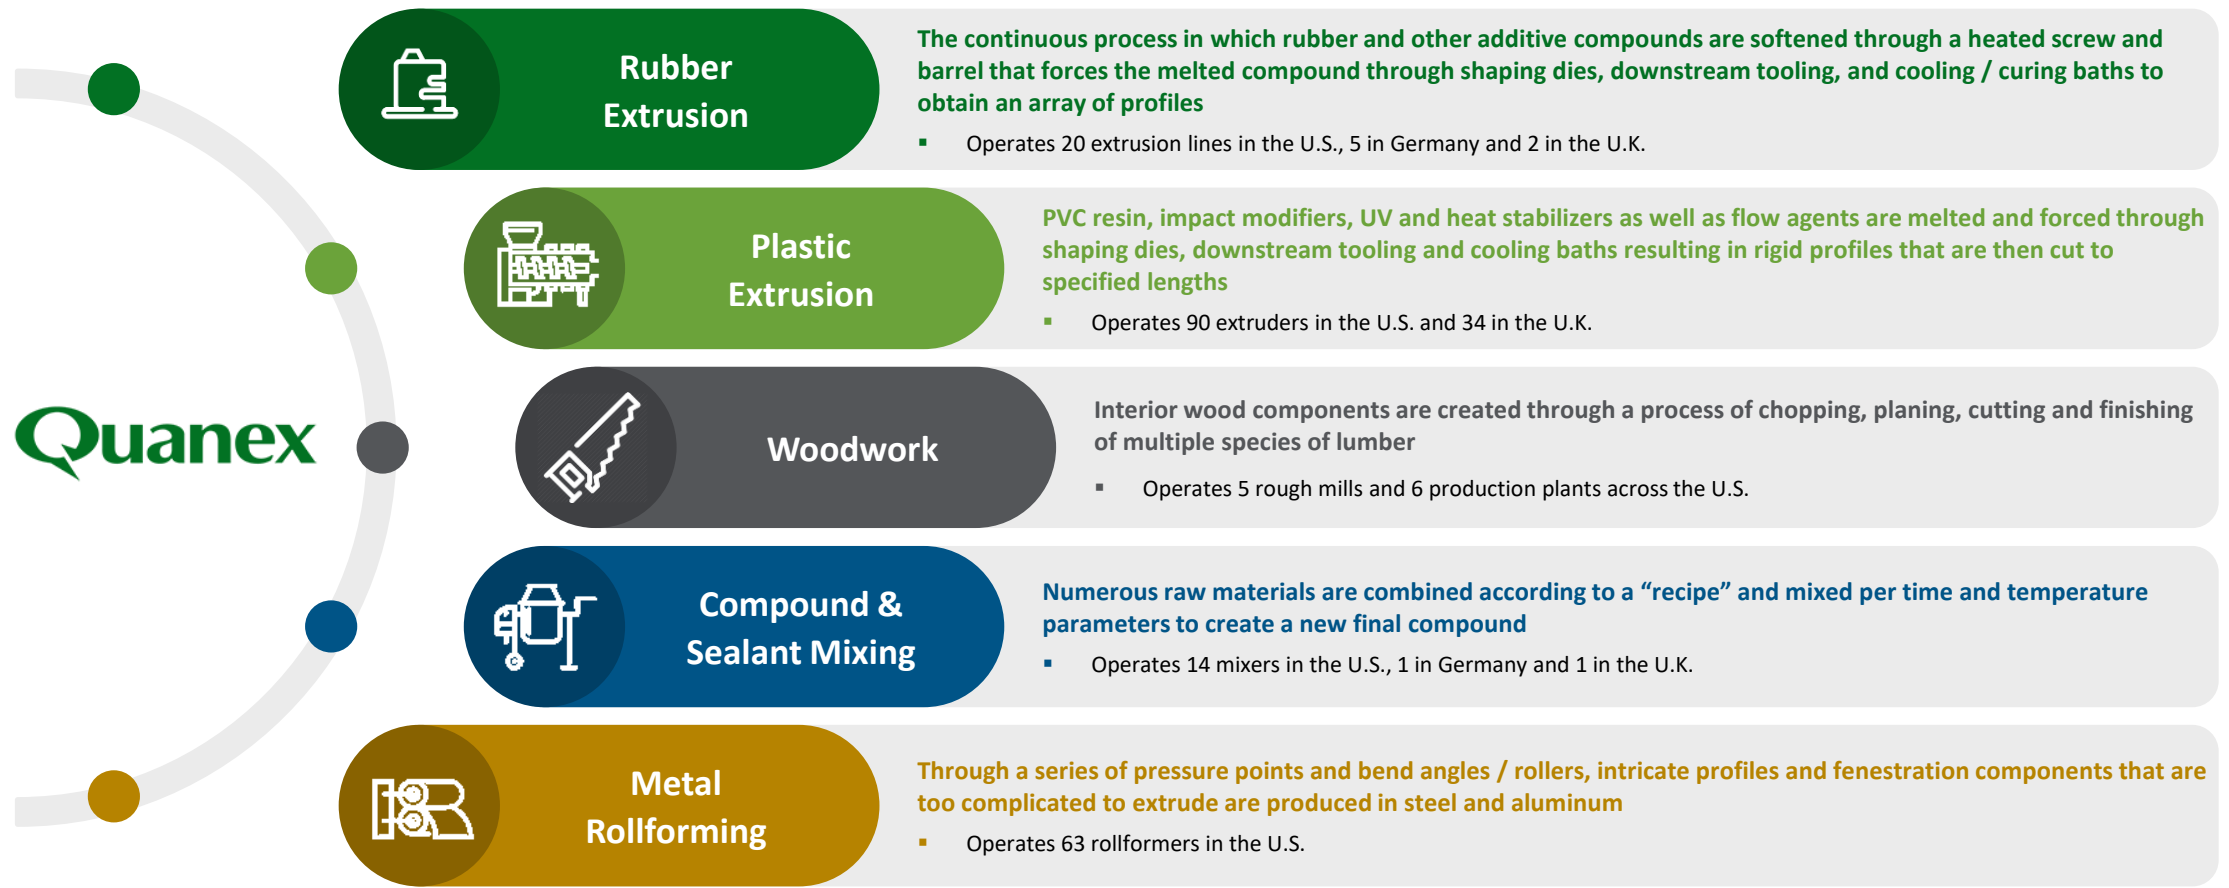 Quanex
Rubber
Extrusion
The continuous process in which rubber and other additive compounds are softened through a heated screw and
barrel that forces the melted compound through shaping dies, downstream tooling, and cooling / curing baths to
obtain an array of profiles
▪ Operates 20 extrusion lines in the U.S., 5 in Germany and 2 in the U.K.
Plastic
Extrusion
PVC resin, impact modifiers, UV and heat stabilizers as well as flow agents are melted and forced through
shaping dies, downstream tooling and cooling baths resulting in rigid profiles that are then cut to
specified lengths
▪ Operates 90 extruders in the U.S. and 34 in the U.K.
Woodwork
Interior wood components are created through a process of chopping, planing, cutting and finishing
of multiple species of lumber
▪ Operates 5 rough mills and 6 production plants across the U.S.
Compound &
Sealant Mixing
Numerous raw materials are combined according to a “recipe” and mixed per time and temperature
parameters to create a new final compound
▪ Operates 14 mixers in the U.S., 1 in Germany and 1 in the U.K.
Metal
Rollforming
Through a series of pressure points and bend angles / rollers, intricate profiles and fenestration components that are
too complicated to extrude are produced in steel and aluminum
▪ Operates 63 rollformers in the U.S.